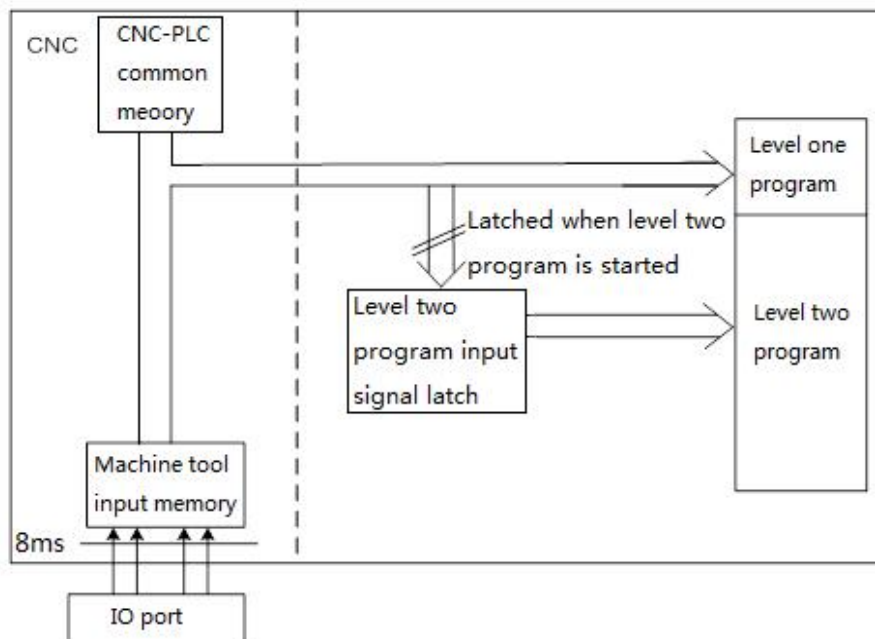 CNC
CNC-PLC
common
meoory
Level one
program
Latched when level two
program is started
Level two
program input
signal latch
Level two
program
Machine tool
input memory
8ms
IO port